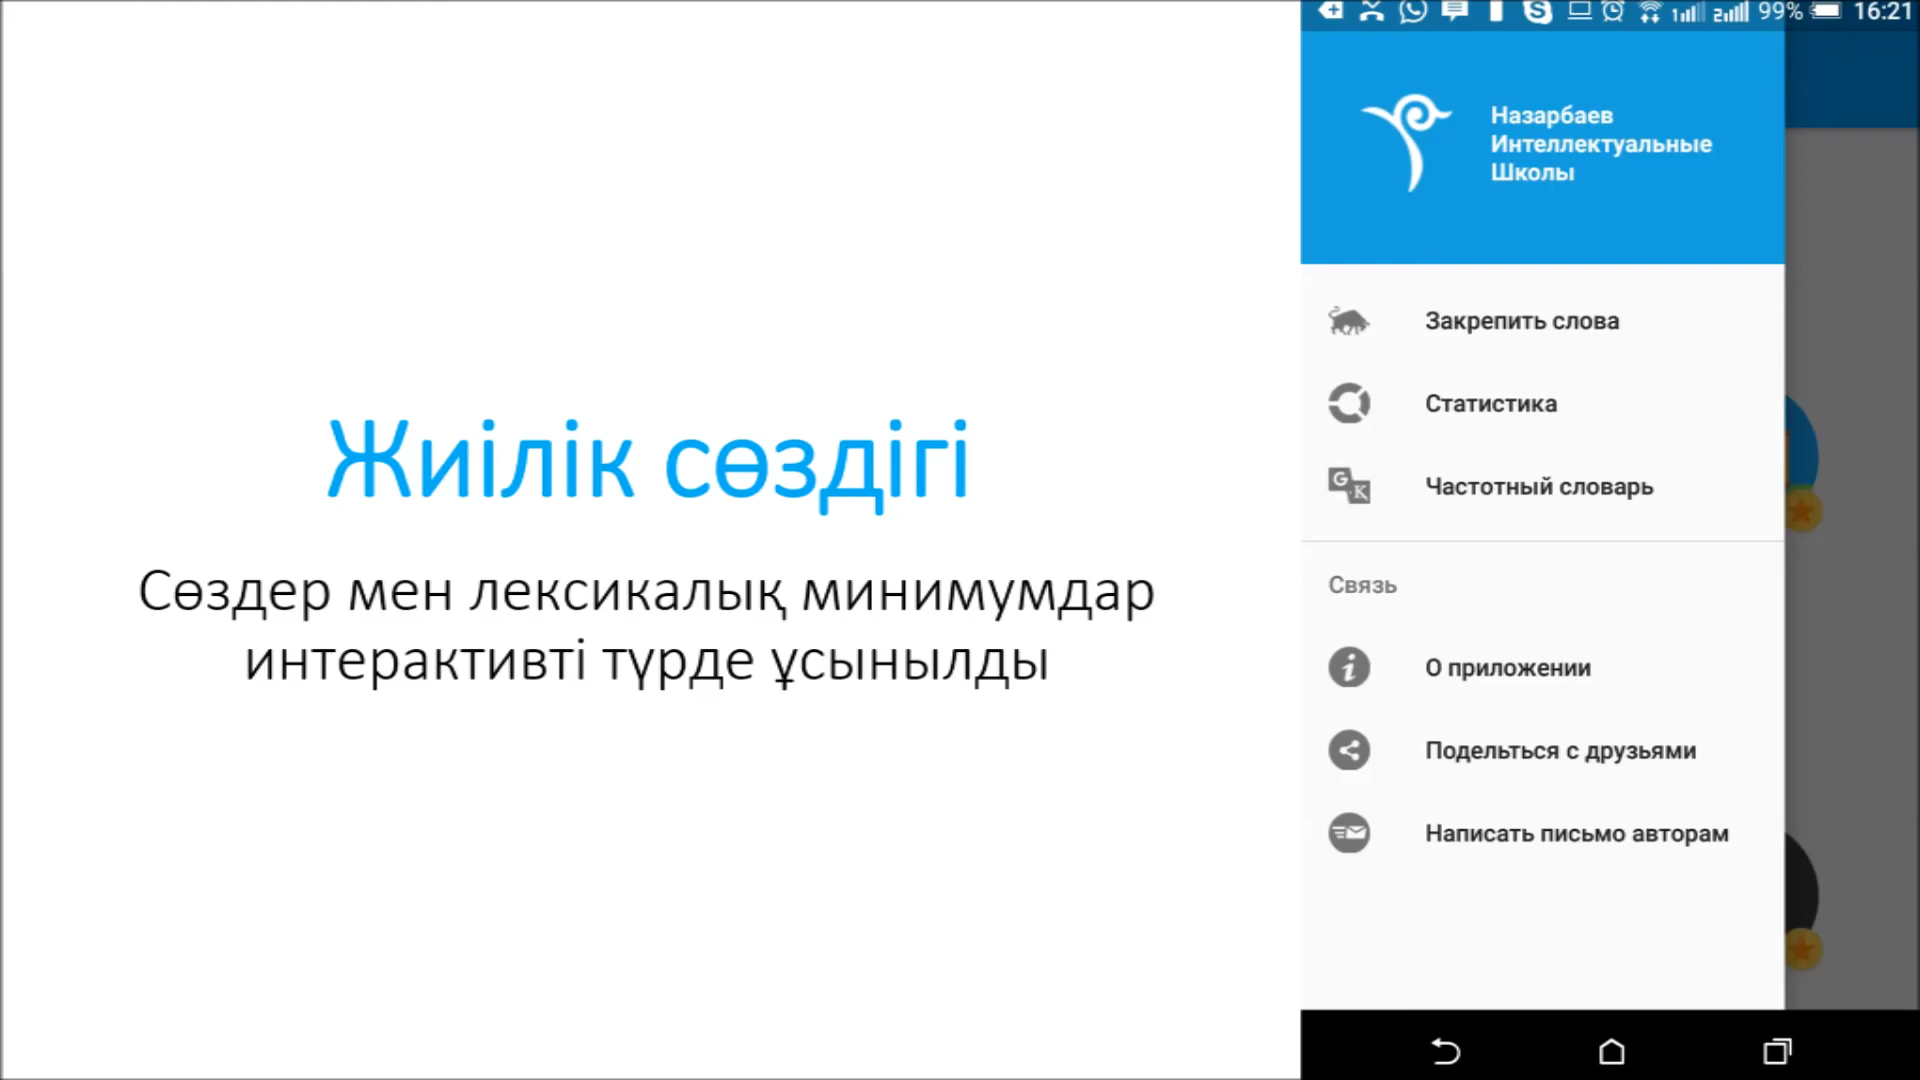 Жиілік сөздігі
Сөздер мен лексикалық минимумдар
интерактивті түрде ұсынылды
99% 16:21
Назарбаев
Интеллектуальные
Школы
Закрепить слова
Статистика
Частотный словарь
Связь
О приложении
Поделться с друзьями
Написать письмо авторам